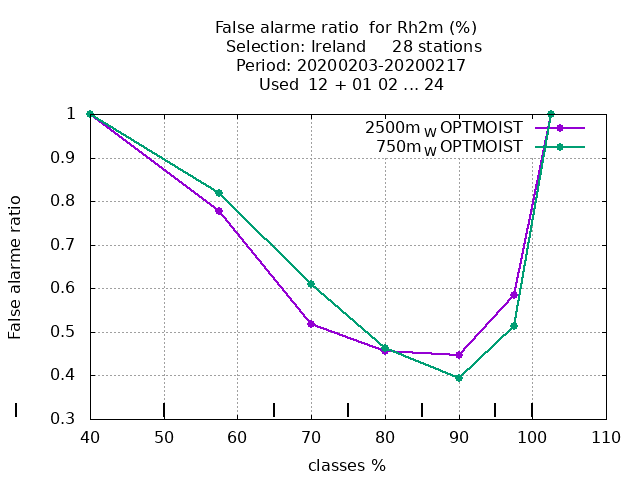 False alarme ratio  for Rh2m (%)
Selection: Ireland     28 stations
Period: 20200203-20200217
Used  12 + 01 02 ... 24
2500m W OPTMOIST
750m W OPTMOIST
1
0.9
0.8
0.7
0.6
0.5
0.4
0.3
False alarme ratio
40 50 60 70 80 90 100 110
classes %